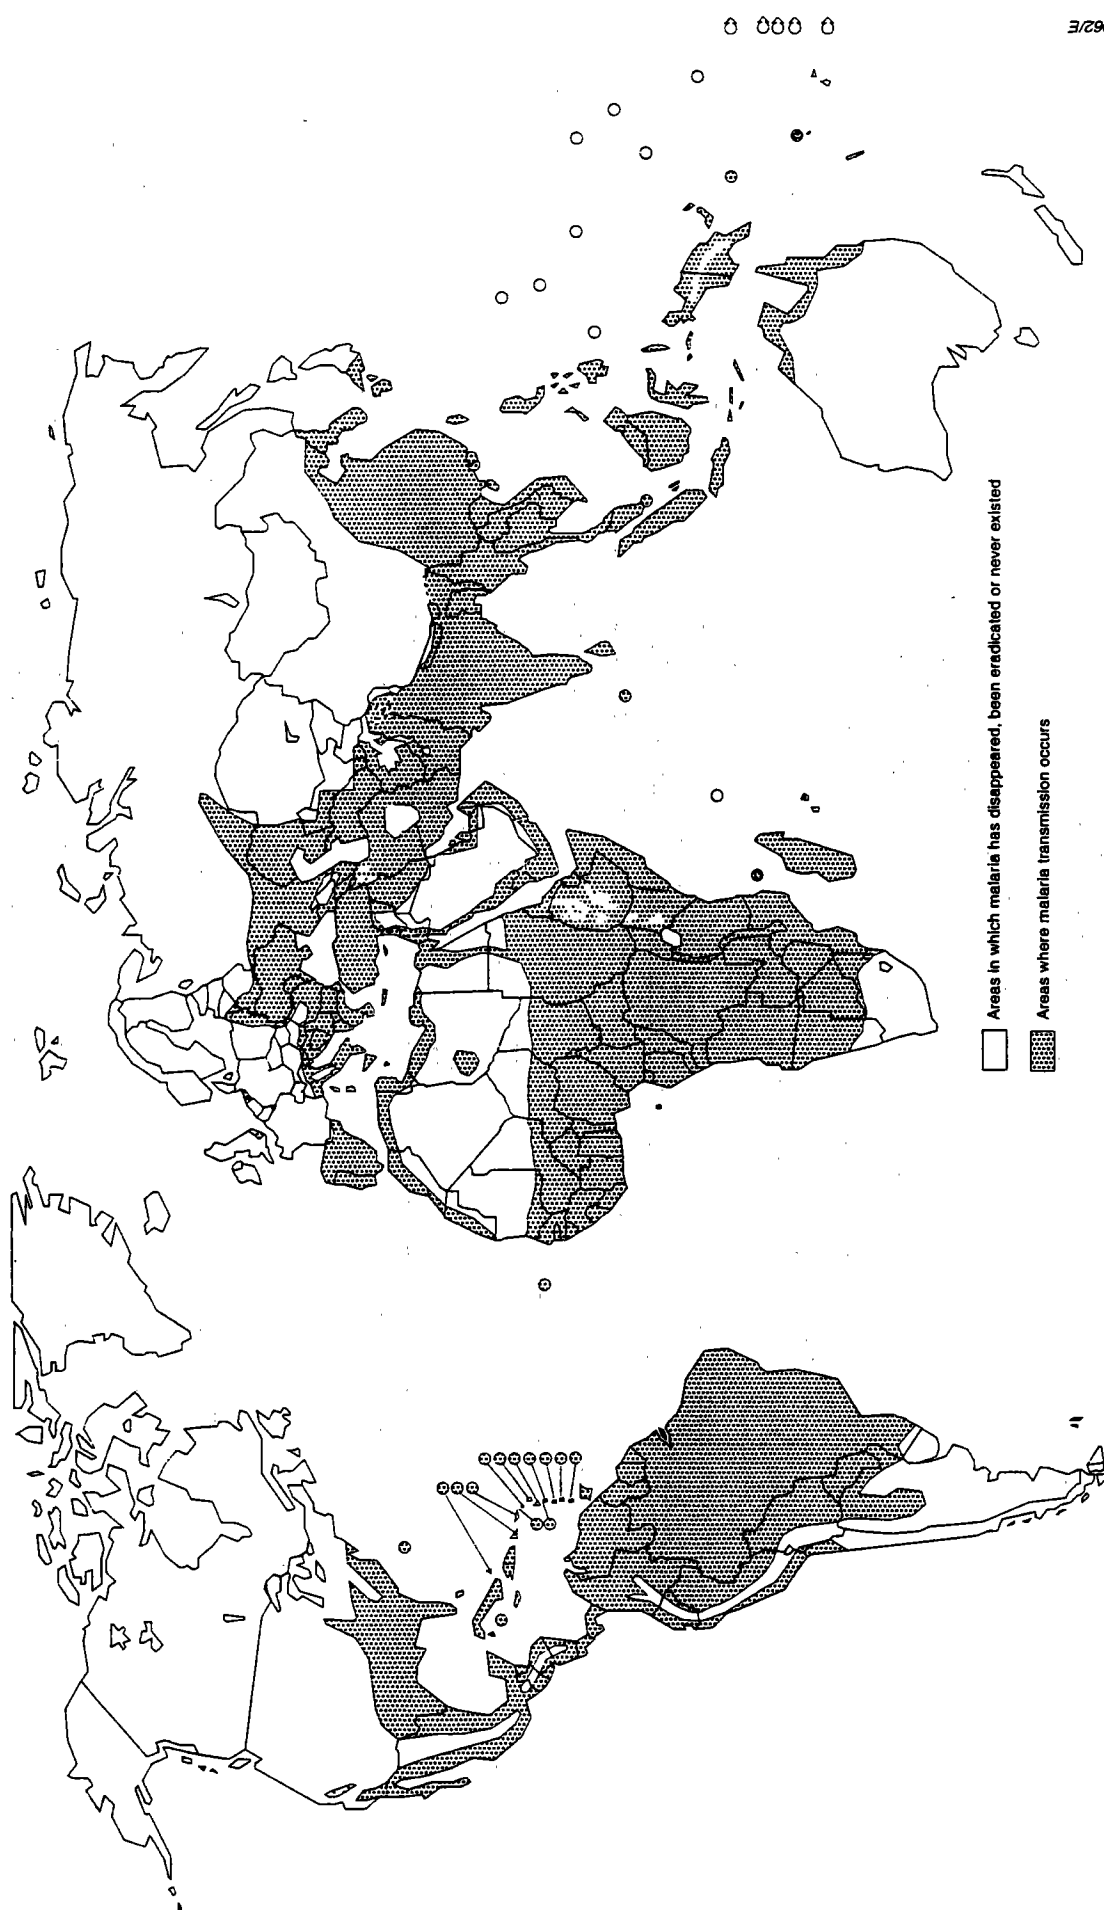 Areas in which malaria has disappeared, been eradicated or never existed
Areas where malaria transmission occurs